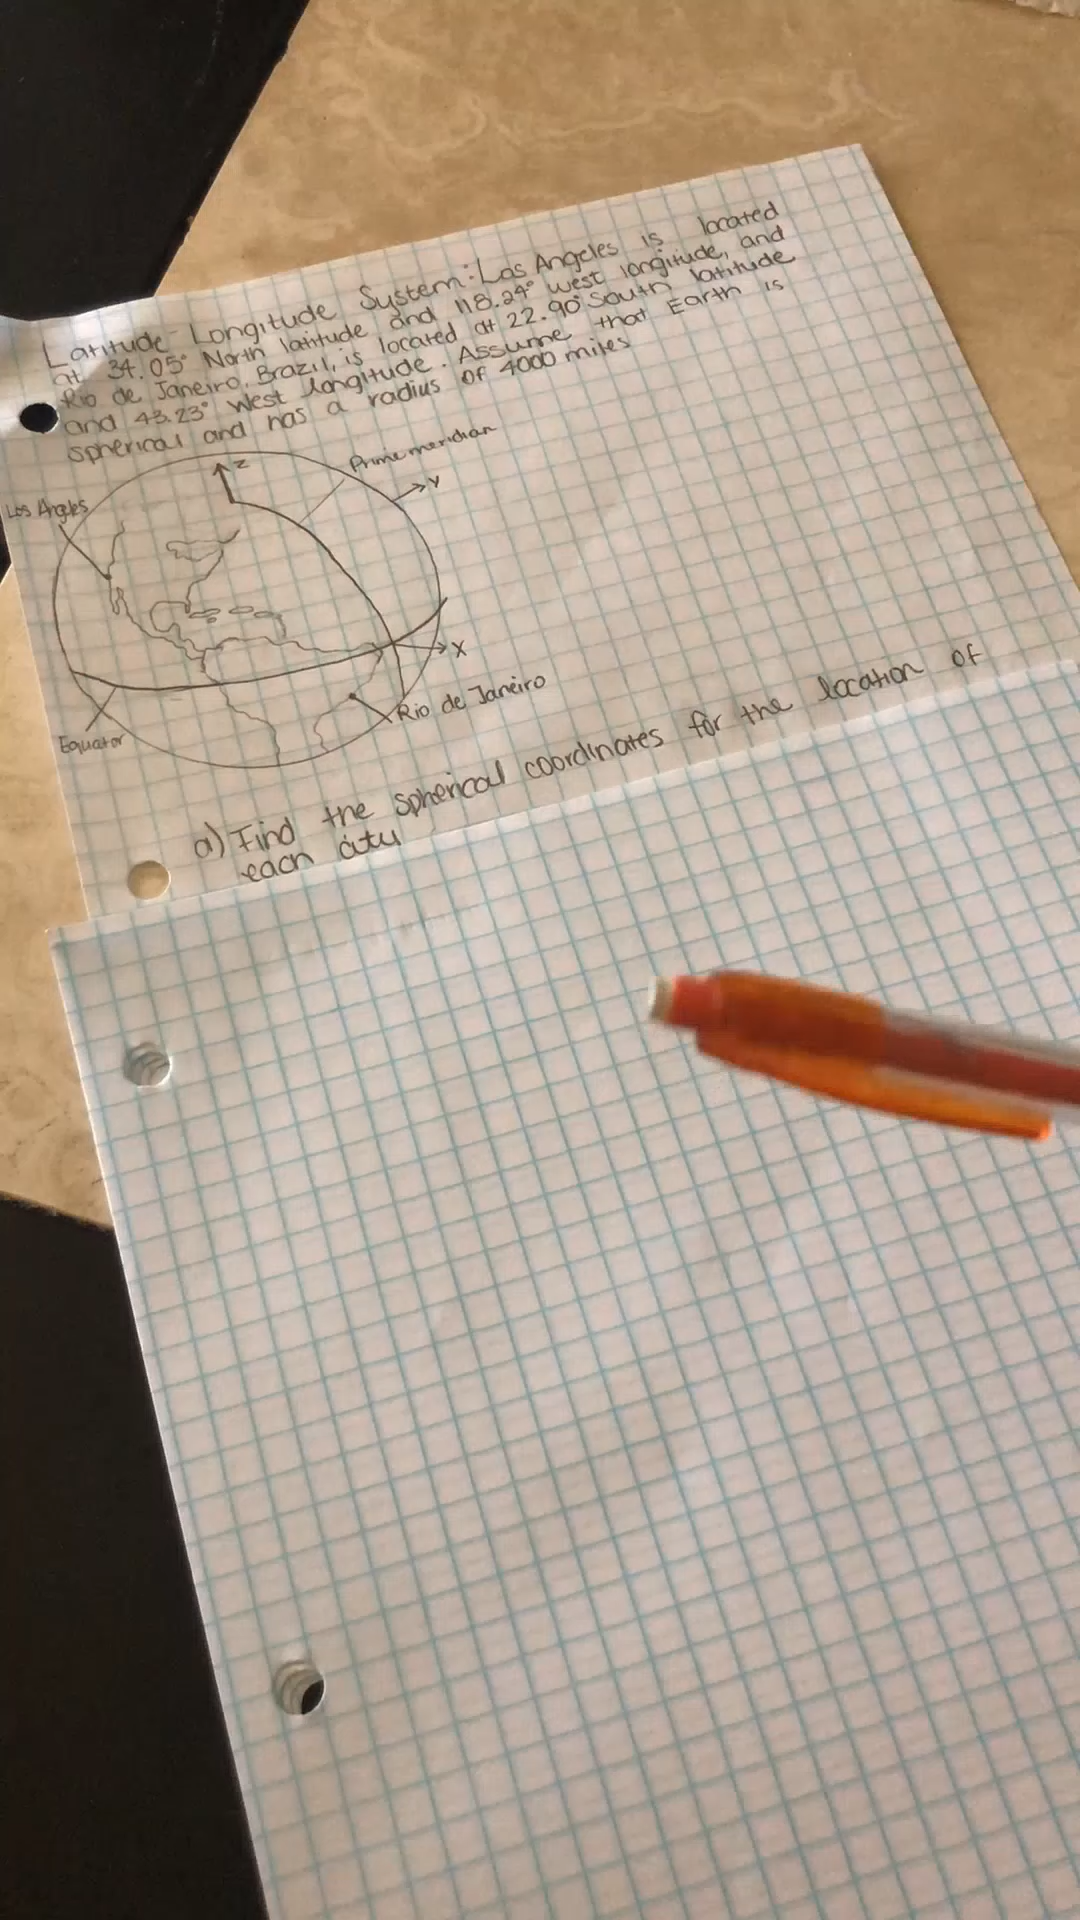 Latitude-Longitude System: Los Angeles is located
at 34.05° North latitude and 118.24° west longitude, and
Rio de Janeiro, Brazil, is located at 22.90° South latitude
and 43.23° West longitude. Assume that Earth is
spherical and has a radius of 4000 miles
z
Prime meridian
y
Los Angeles
x
Rio de Janeiro
Equator
a) Find the spherical coordinates for the location of
each city